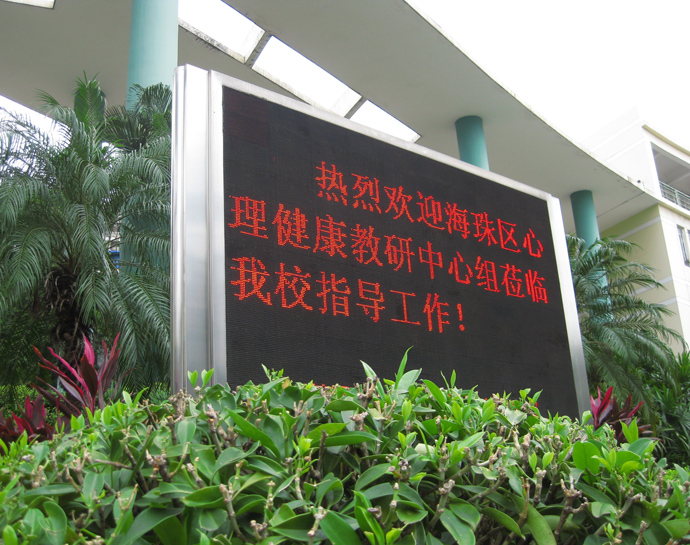 热烈欢迎海珠区心
理健康教研中心组莅临
我校指导工作！